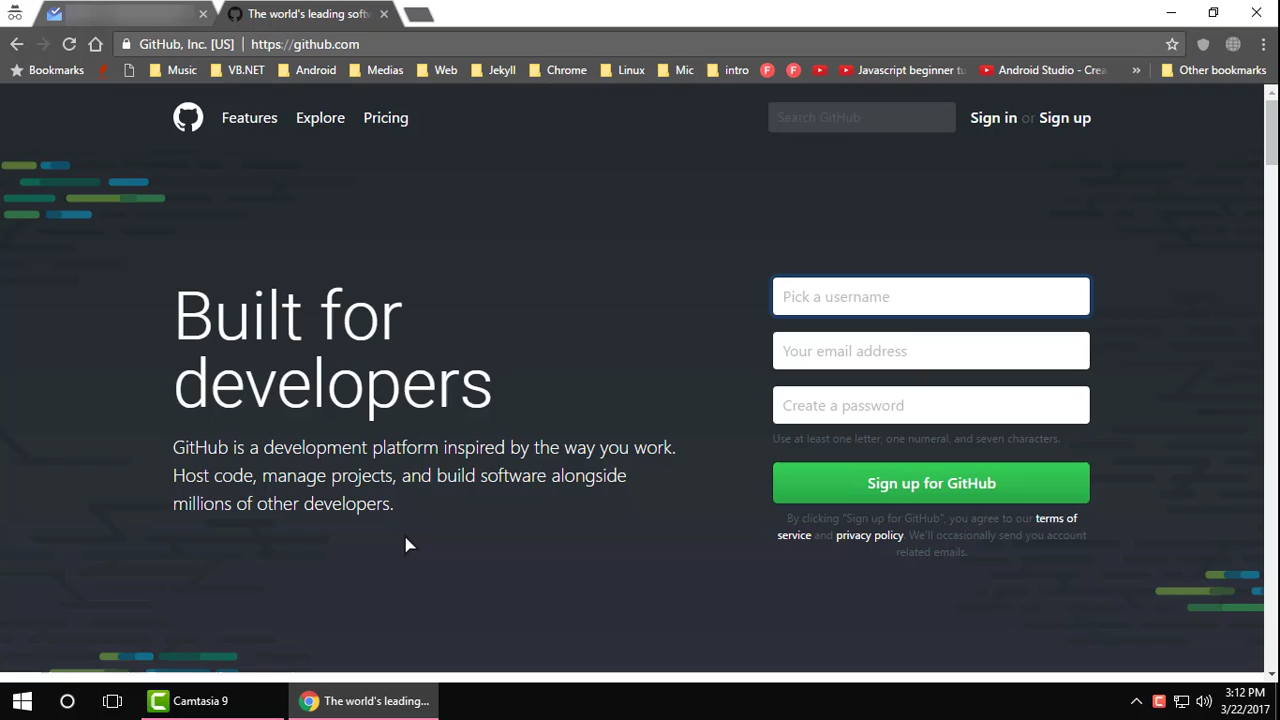 The world's leading softw
GitHub, Inc. [US] https://github.com
Bookmarks Music VB.NET Android Medias Web Jekyll Chrome Linux Mic intro F F Javascript beginner tu Android Studio - Crea » Other bookmarks
Features Explore Pricing Search GitHub Sign in or Sign up
Built for
developers
GitHub is a development platform inspired by the way you work.
Host code, manage projects, and build software alongside
millions of other developers.
Pick a username
Your email address
Create a password
Use at least one letter, one numeral, and seven characters.
Sign up for GitHub
By clicking "Sign up for GitHub", you agree to our terms of
service and privacy policy. We'll occasionally send you account
related emails.
C Camtasia 9 The world's leading... C 3:12 PM
3/22/2017